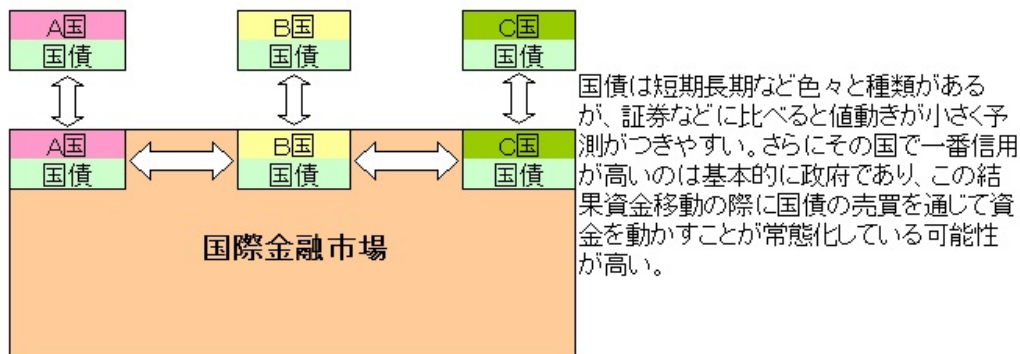 A国
国債
B国
国債
C国
国債
A国
国債
B国
国債
C国
国債
国際金融市場
国債は短期長期など色々と種類がある
が、証券などに比べると値動きが小さく予
測がつきやすい。さらにその国で一番信用
が高いのは基本的に政府であり、この結
果資金移動の際に国債の売買を通じて資
金を動かすことが常態化している可能性
が高い。